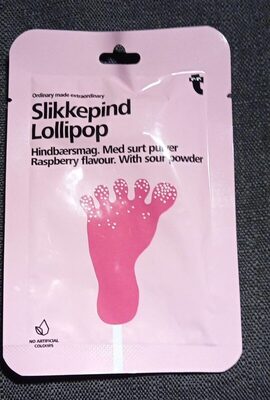 Ordinary made extraordinary
Slikkepind
Lollipop
Hindbærsmag. Med surt pulver
Raspberry flavour. With sour powder
NO ARTIFICIAL
COLOURS